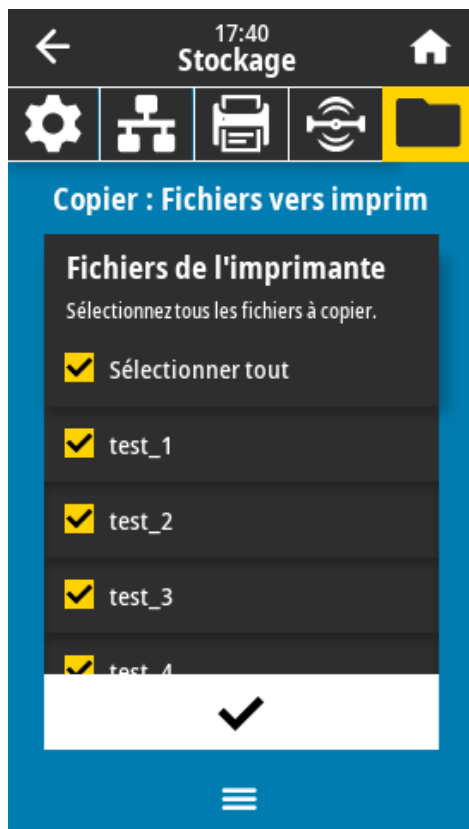 17:40
Stockage
Copier : Fichiers vers imprim
Fichiers de l'imprimante
Sélectionnez tous les fichiers à copier.
Sélectionner tout
test_1
test_2
test_3
test_4